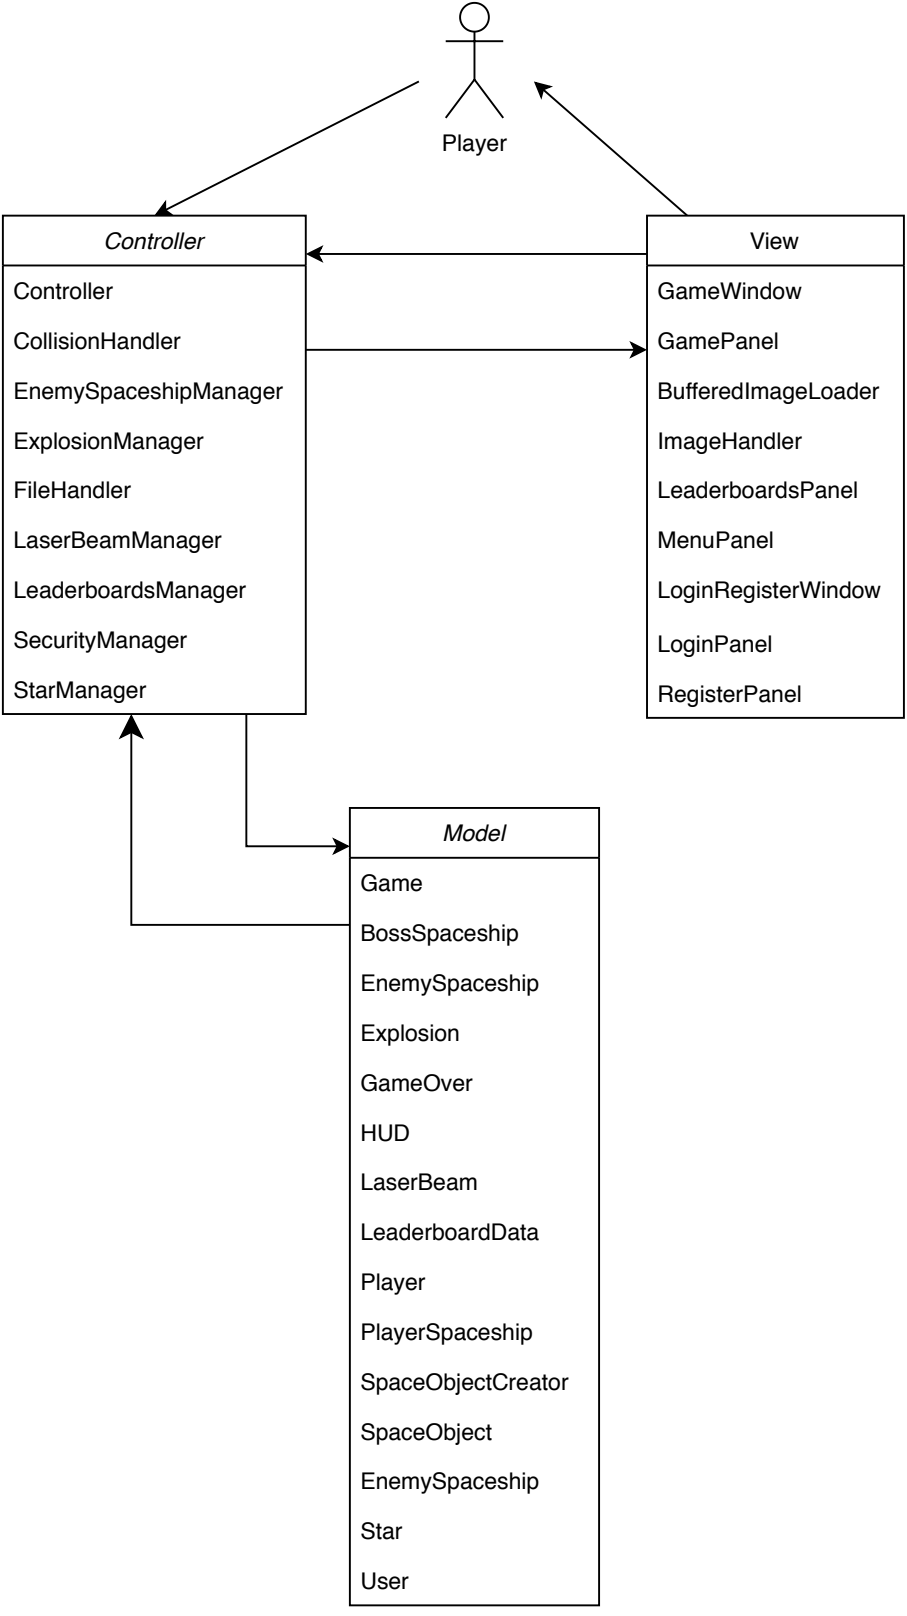 Player
Controller
Controller
CollisionHandler
EnemySpaceshipManager
ExplosionManager
FileHandler
LaserBeamManager
LeaderboardsManager
SecurityManager
StarManager
View
GameWindow
GamePanel
BufferedImageLoader
ImageHandler
LeaderboardsPanel
MenuPanel
LoginRegisterWindow
LoginPanel
RegisterPanel
Model
Game
BossSpaceship
EnemySpaceship
Explosion
GameOver
HUD
LaserBeam
LeaderboardData
Player
PlayerSpaceship
SpaceObjectCreator
SpaceObject
EnemySpaceship
Star
User